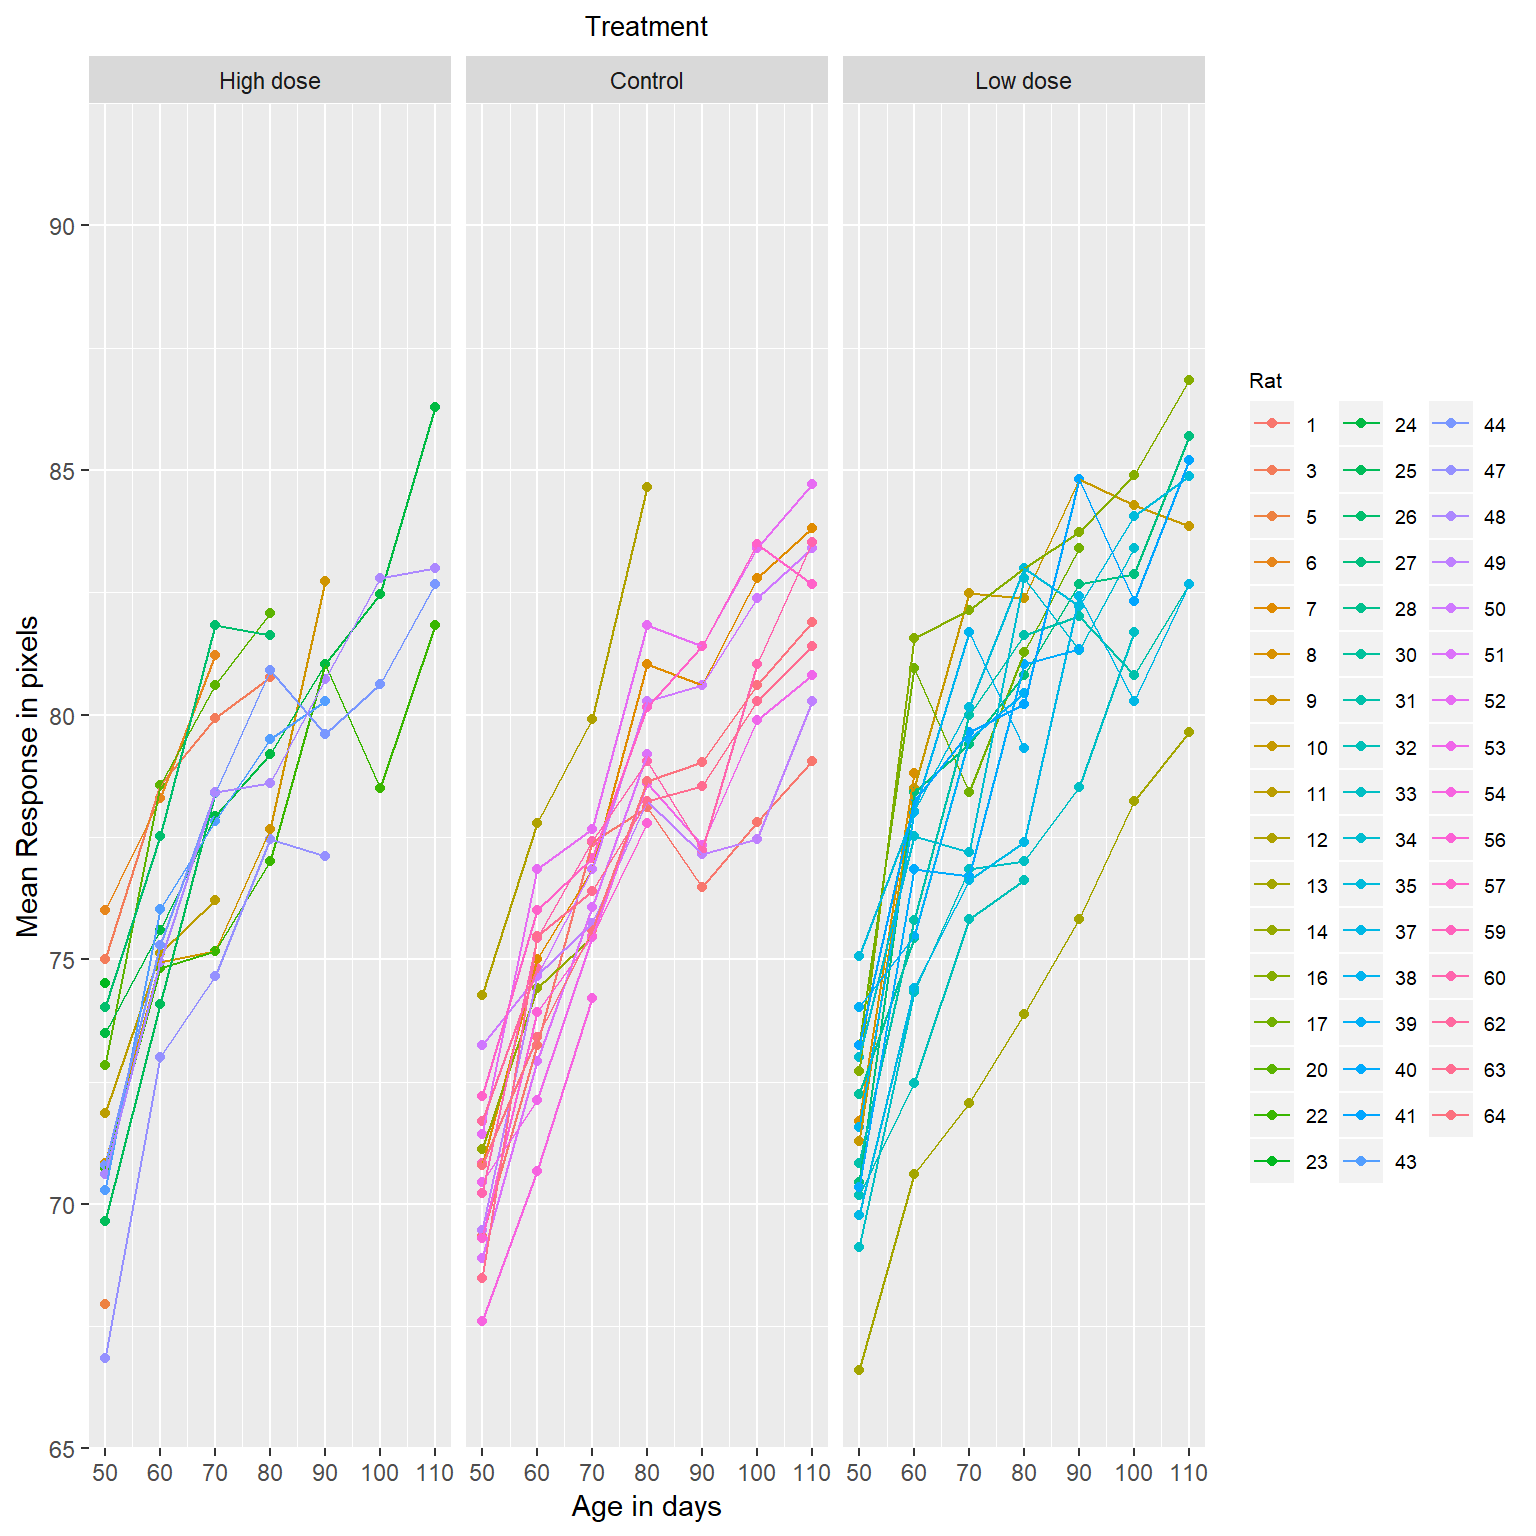 Treatment
High dose Control Low dose
Mean Response in pixels
90
85
80
75
70
65
50 60 70 80 90 100 110 50 60 70 80 90 100 110 50 60 70 80 90 100 110
Age in days
Rat
1 24 44
3 25 47
5 26 48
6 27 49
7 28 50
8 30 51
9 31 52
10 32 53
11 33 54
12 34 56
13 35 57
14 37 59
16 38 60
17 39 62
20 40 63
22 41 64
23 43